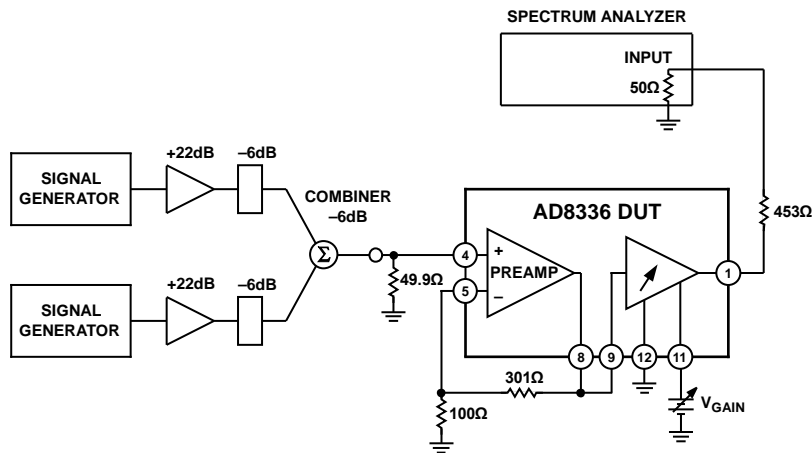 SPECTRUM ANALYZER
INPUT
50Ω
+22dB
–6dB
SIGNAL
GENERATOR
COMBINER
–6dB
Σ
49.9Ω
+22dB
–6dB
SIGNAL
GENERATOR
AD8336 DUT
453Ω
4
+
PREAMP
5
–
1
8
9
12
11
301Ω
100Ω
VGAIN